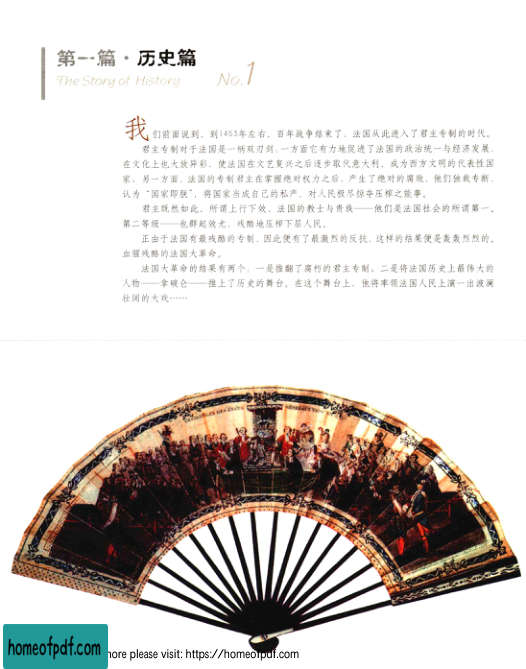 第一篇·历史篇
The Story of History No.1
我们前面说到，到1453年左右，百年战争结束了，法国从此进入了君主专制的时代。
君主专制对于法国是一柄双刃剑：一方面它有力地促进了法国的政治统一与经济发展，
在文化上也大放异彩，使法国在文艺复兴之后逐步取代意大利，成为西方文明的代表性国
家。另一方面，法国的专制君主在掌握绝对权力之后，产生了绝对的腐败，他们独裁专断，
认为“国家即朕”，将国家当成自己的私产，对人民极尽掠夺压榨之能事。
君主既然如此，所谓上行下效，法国的教士与贵族——他们是法国社会的所谓第一、
第二等级——也群起效尤，残酷地压榨下层人民。
正由于法国有最残酷的专制，因此便有了最激烈的反抗，这样的结果便是轰轰烈烈的、
血腥残酷的法国大革命。
法国大革命的结果有两个，一是推翻了腐朽的君主专制。二是将法国历史上最伟大的
人物——拿破仑——推上了历史的舞台。在这个舞台上，他将率领法国人民上演一出波澜
壮阔的大戏……
homeofpdf.com
more please visit: https://homeofpdf.com